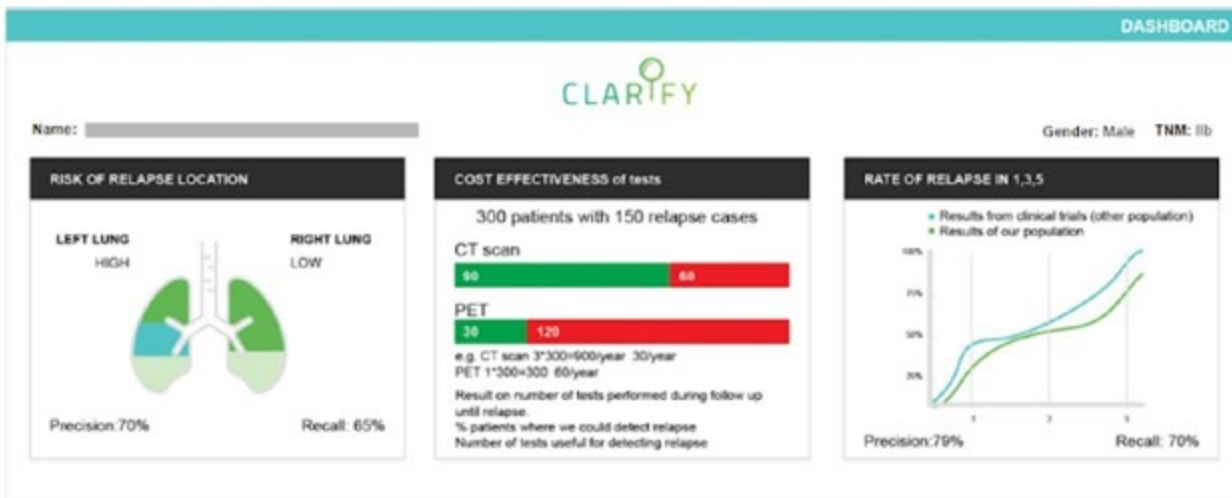 DASHBOARD
CLARIFY
Name:
Gender: Male TNM: IIb
RISK OF RELAPSE LOCATION
LEFT LUNG
HIGH
RIGHT LUNG
LOW
Precision:70%
Recall: 65%
COST EFFECTIVENESS of tests
300 patients with 150 relapse cases
CT scan
90 60
PET
30 120
e.g. CT scan 3*300=900/year 30/year
PET 1*300=300 60/year
Result on number of tests performed during follow up
until relapse.
% patients where we could detect relapse
Number of tests useful for detecting relapse
RATE OF RELAPSE IN 1,3,5
Results from clinical trials (other population)
Results of our population
100%
75%
50%
25%
1 3 5
Precision:79%
Recall: 70%